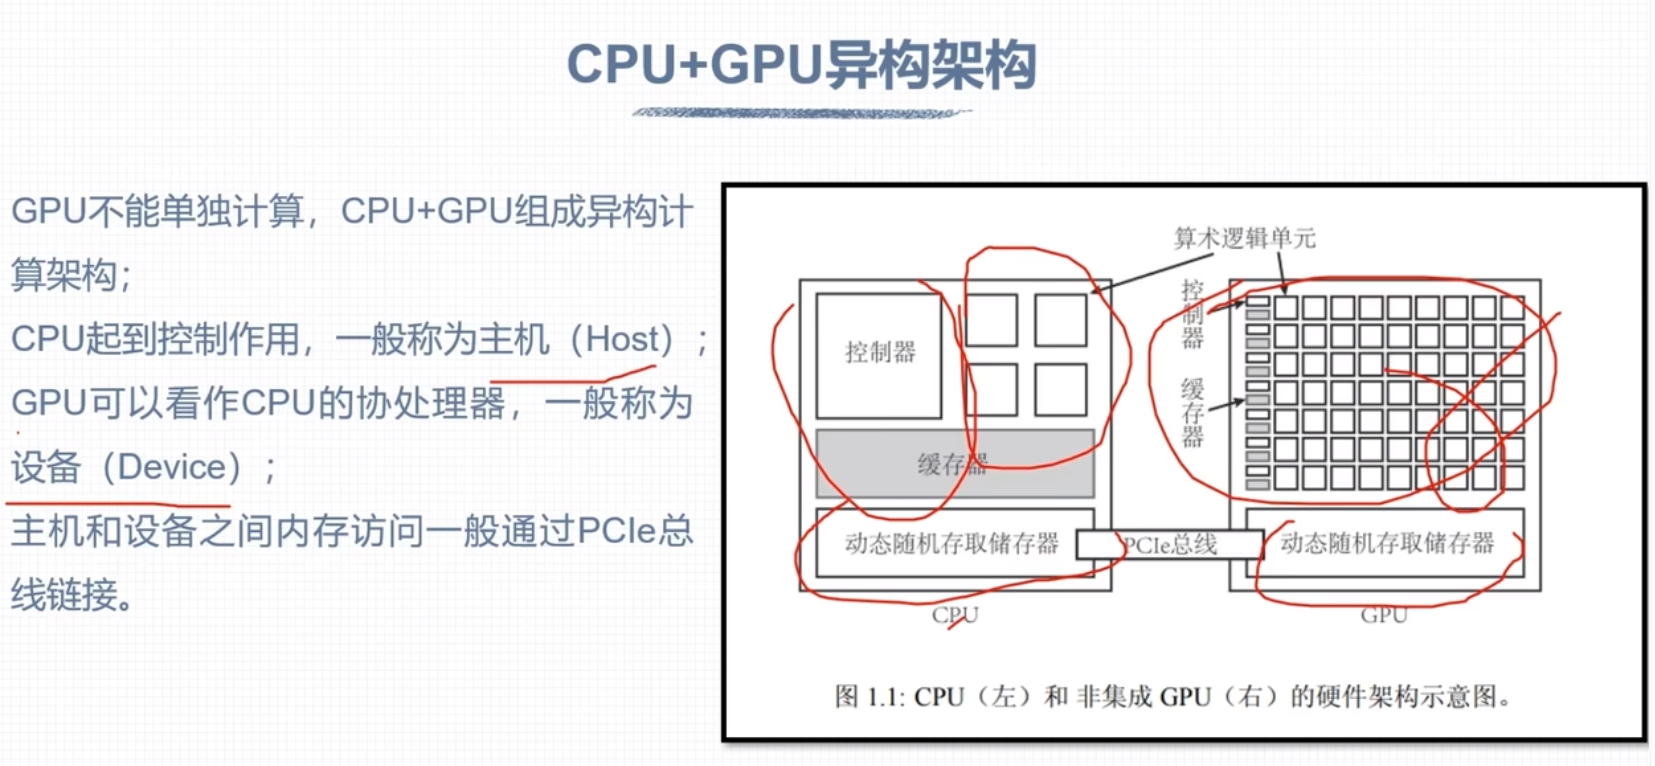 CPU+GPU异构架构
GPU不能单独计算，CPU+GPU组成异构计
算架构；
CPU起到控制作用，一般称为主机（Host）；
GPU可以看作CPU的协处理器，一般称为
设备（Device）；
主机和设备之间内存访问一般通过PCIe总
线链接。
算术逻辑单元
控制器
控制器
缓存器
缓存器
动态随机存取储存器
PCIe总线
动态随机存取储存器
CPU
GPU
图 1.1: CPU（左）和 非集成 GPU（右）的硬件架构示意图。